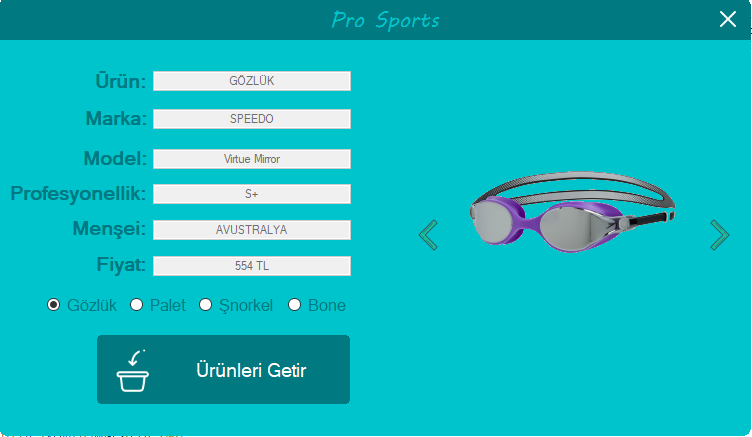 Pro Sports
Ürün: GÖZLÜK
Marka: SPEEDO
Model: Virtue Mirror
Profesyonellik: S+
Menşei: AVUSTRALYA
Fiyat: 554 TL
Gözlük Palet Şnorkel Bone
Ürünleri Getir